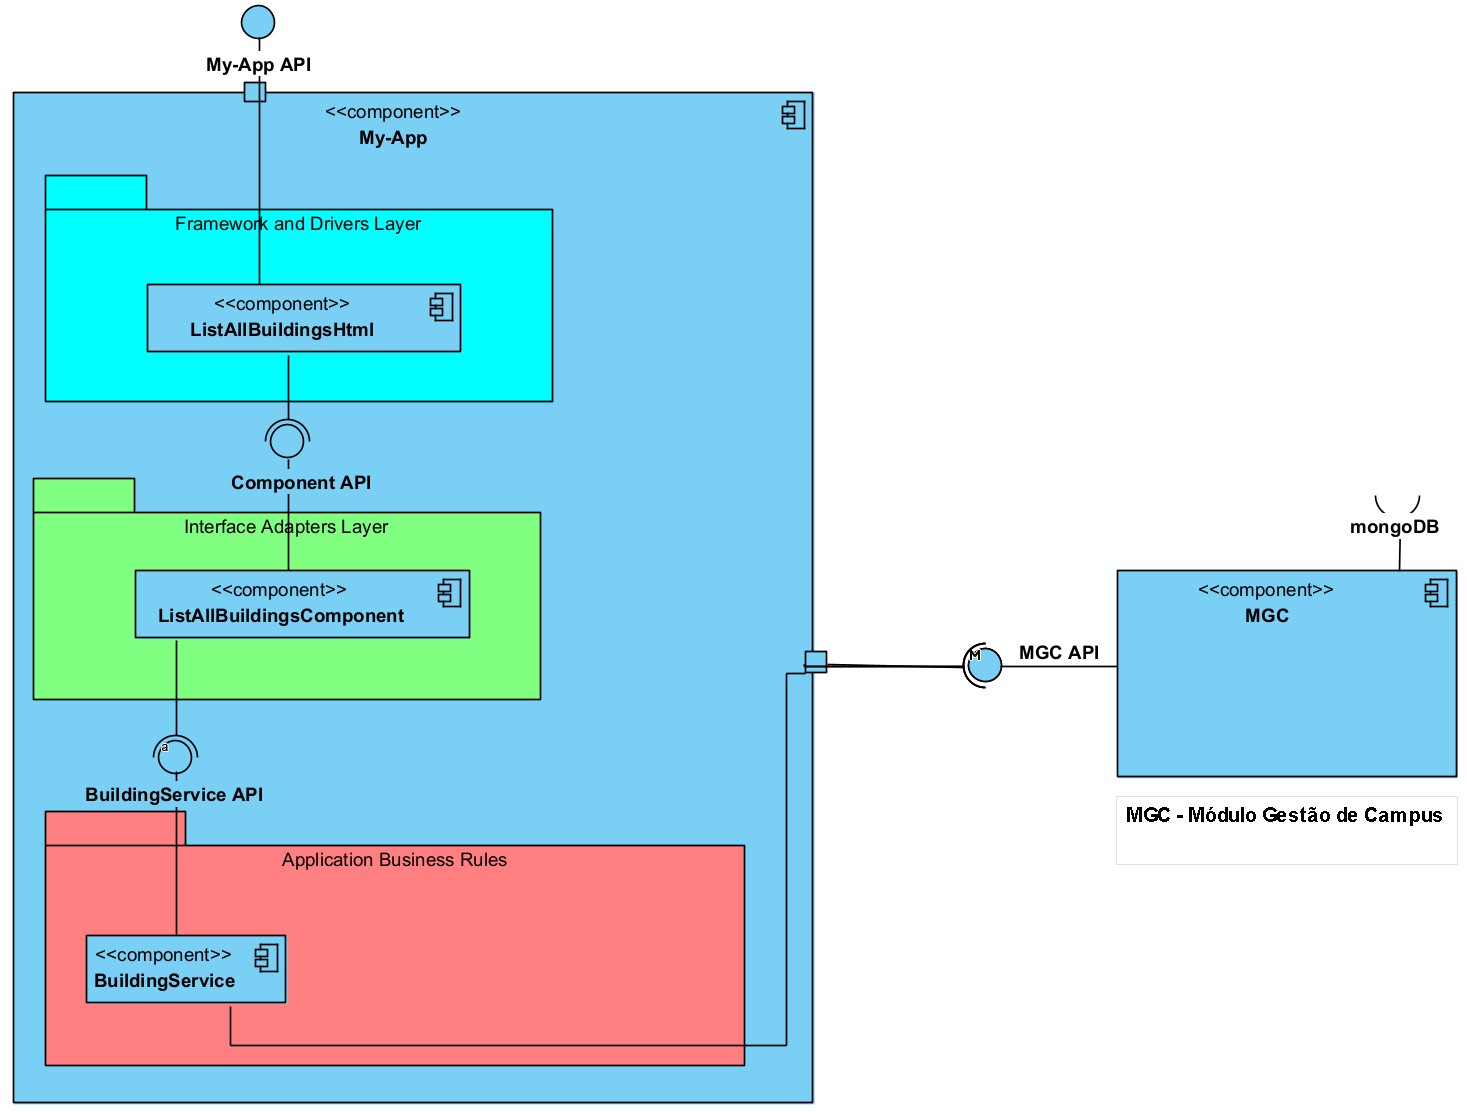 My-App API
<<component>>
My-App
Framework and Drivers Layer
<<component>>
ListAllBuildingsHtml
Component API
Interface Adapters Layer
<<component>>
ListAllBuildingsComponent
a
BuildingService API
Application Business Rules
<<component>>
BuildingService
M
MGC API
mongoDB
<<component>>
MGC
MGC - Módulo Gestão de Campus